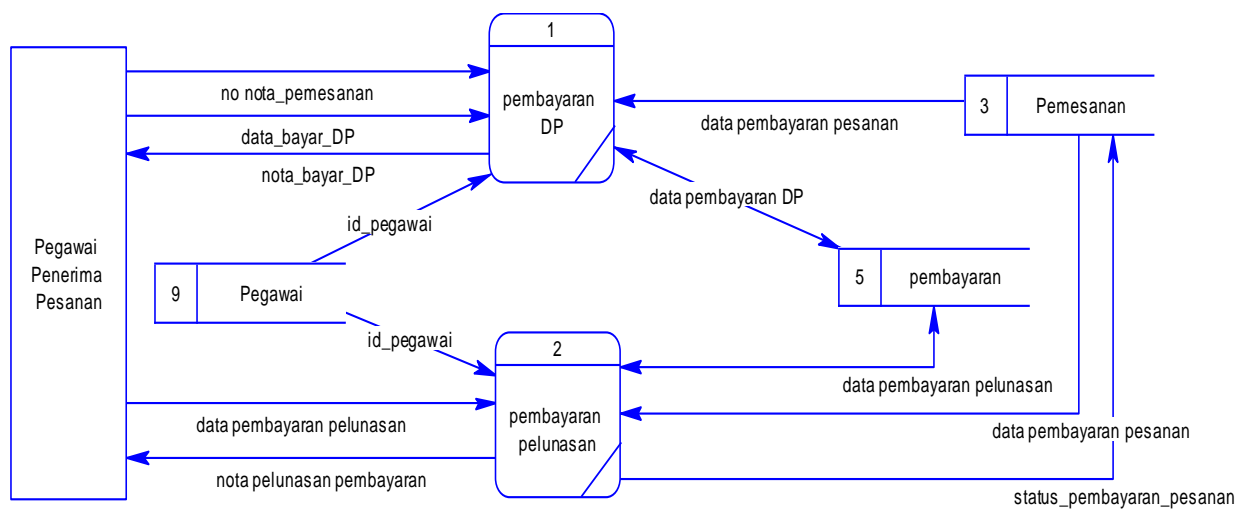 1
no nota_pemesanan
pembayaran
DP
3
Pemesanan
data pembayaran pesanan
data_bayar_DP
nota_bayar_DP
data pembayaran DP
id_pegawai
Pegawai
Penerima
Pesanan
9
Pegawai
5
pembayaran
id_pegawai
2
data pembayaran pelunasan
pembayaran
pelunasan
data pembayaran pelunasan
data pembayaran pesanan
nota pelunasan pembayaran
status_pembayaran_pesanan